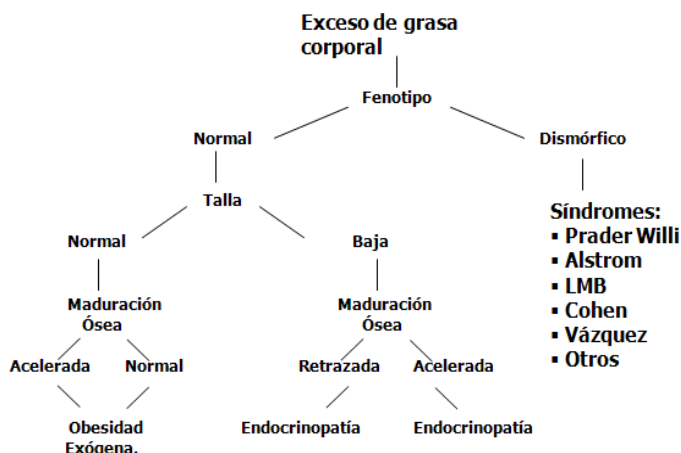 Exceso de grasa
corporal
Fenotipo
Normal
Dismórfico
Talla
Síndromes:
▪ Prader Willi
▪ Alstrom
▪ LMB
▪ Cohen
▪ Vázquez
▪ Otros
Normal
Baja
Maduración
Ósea
Maduración
Ósea
Acelerada
Normal
Retrazada
Acelerada
Obesidad
Exógena.
Endocrinopatía
Endocrinopatía